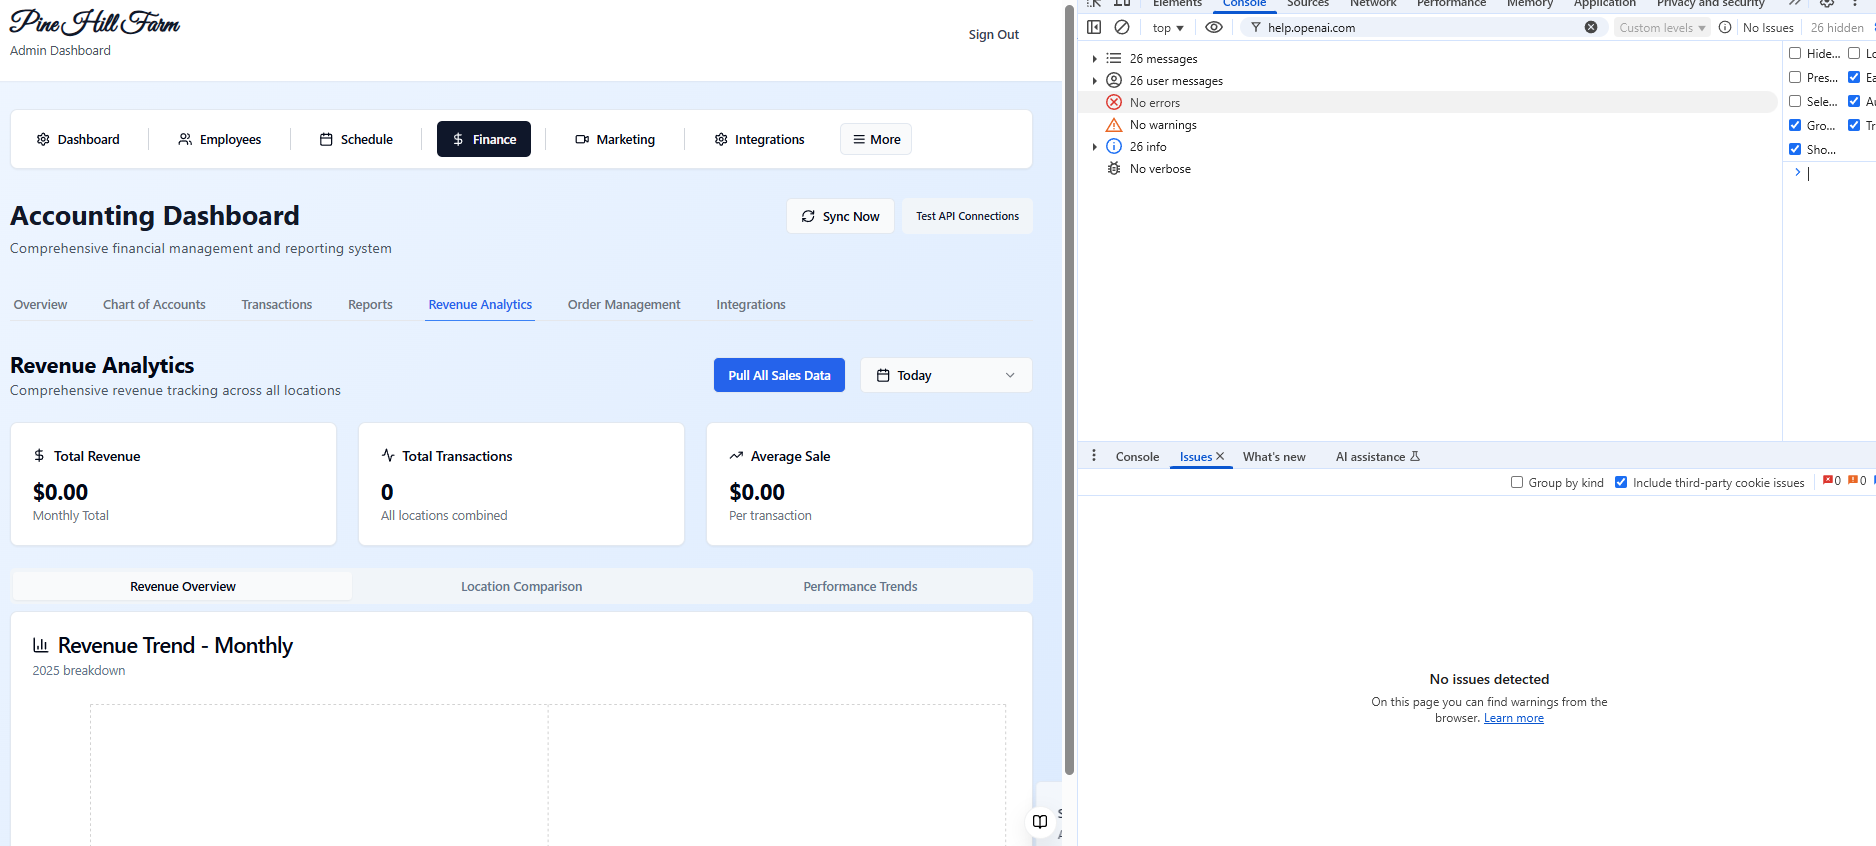 Pine Hill Farm
Admin Dashboard
Sign Out
Dashboard
Employees
Schedule
Finance
Marketing
Integrations
More
Accounting Dashboard
Comprehensive financial management and reporting system
Sync Now
Test API Connections
Overview
Chart of Accounts
Transactions
Reports
Revenue Analytics
Order Management
Integrations
Revenue Analytics
Comprehensive revenue tracking across all locations
Pull All Sales Data
Today
Total Revenue
$0.00
Monthly Total
Total Transactions
0
All locations combined
Average Sale
$0.00
Per transaction
Revenue Overview
Location Comparison
Performance Trends
Revenue Trend - Monthly
2025 breakdown
Elements
Console
Sources
Network
Performance
Memory
Application
Privacy and security
top
help.openai.com
Custom levels
No Issues
26 hidden
26 messages
26 user messages
No errors
No warnings
26 info
No verbose
Hide...
Pres...
Sele...
Gro...
Sho...
Console
Issues
What's new
AI assistance
Group by kind
Include third-party cookie issues
0
0
No issues detected
On this page you can find warnings from the
browser. Learn more